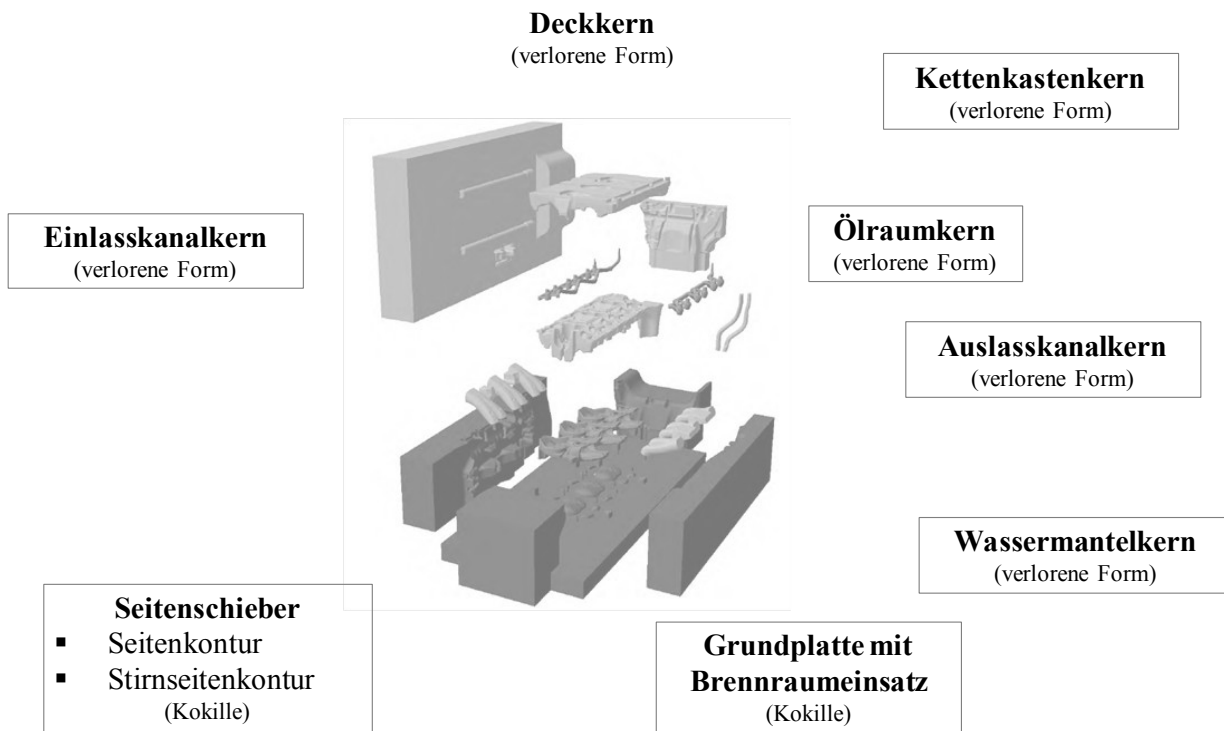 Deckkern
(verlorene Form)
Kettenkastenkern
(verlorene Form)
Einlasskanalkern
(verlorene Form)
Ölraumkern
(verlorene Form)
Auslasskanalkern
(verlorene Form)
Wassermantelkern
(verlorene Form)
Seitenschieber
▪ Seitenkontur
▪ Stirnseitenkontur
(Kokille)
Grundplatte mit
Brennraumeinsatz
(Kokille)